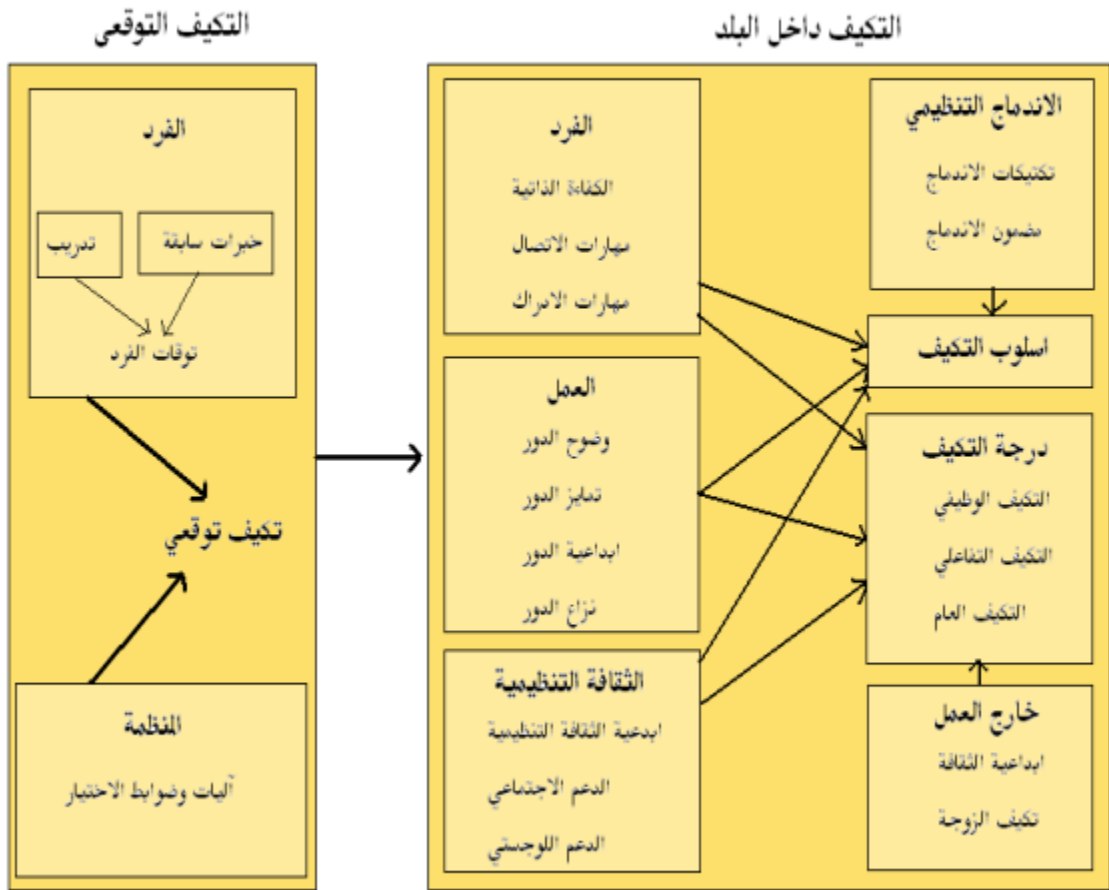 التكيف التوقعي
الفرد
خبرات سابقة
تدريب
توقات الفرد
تكيف توقعي
المنظمة
آليات وضوابط الاختيار
التكيف داخل البلد
الفرد
الكفاءة الذاتية
مهارات الاتصال
مهارات الادراك
العمل
وضوح الدور
تمايز الدور
ابداعية الدور
نزاع الدور
الثقافة التنظيمية
ابدعية الثقافة التنظيمية
الدعم الاجتماعي
الدعم اللوجستي
الاندماج التنظيمي
تكتيكات الاندماج
مضمون الاندماج
اسلوب التكيف
درجة التكيف
التكيف الوظيفي
التكيف التفاعلي
التكيف العام
خارج العمل
ابداعية الثقافة
تكيف الزوجة